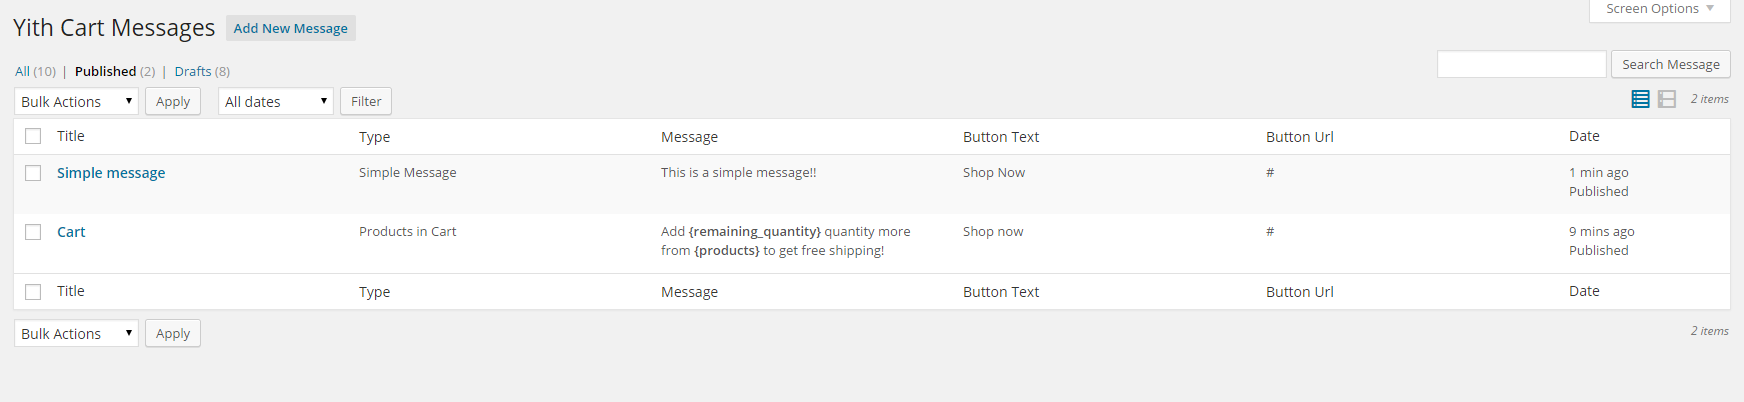 Screen Options
Yith Cart Messages Add New Message
All (10) | Published (2) | Drafts (8)
Search Message
Bulk Actions Apply All dates Filter 2 items
Title Type Message Button Text Button Url Date
Simple message Simple Message This is a simple message!! Shop Now # 1 min ago
Published
Cart Products in Cart Add {remaining_quantity} quantity more Shop now # 9 mins ago
from {products} to get free shipping! Published
Title Type Message Button Text Button Url Date
Bulk Actions Apply 2 items